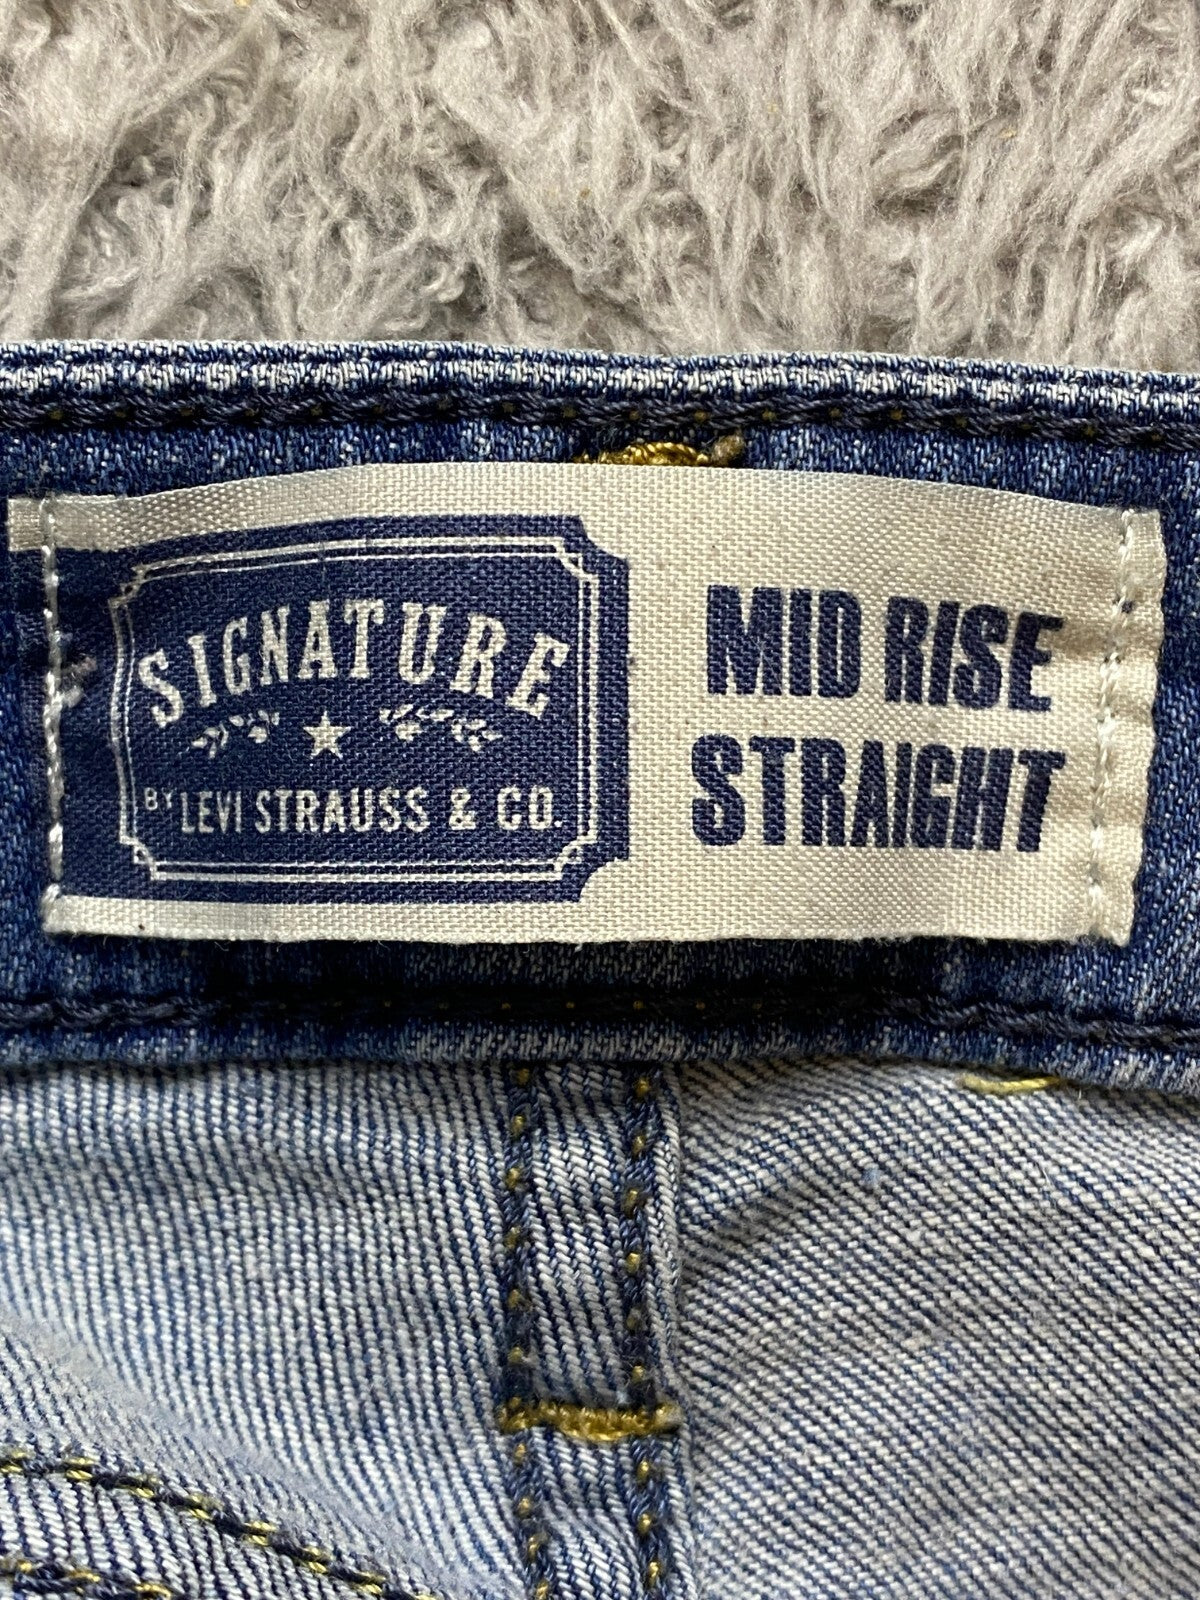 SIGNATURE
BY LEVI STRAUSS & CO.
MID RISE
STRAIGHT